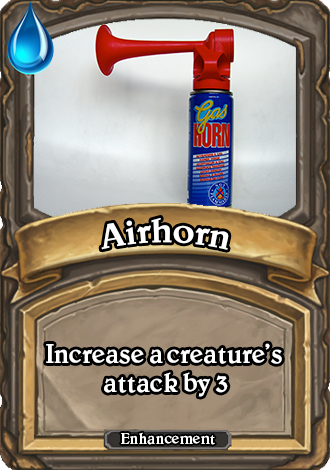 Gas
HORN
Airhorn
Increase a creature's
attack by 3
Enhancement